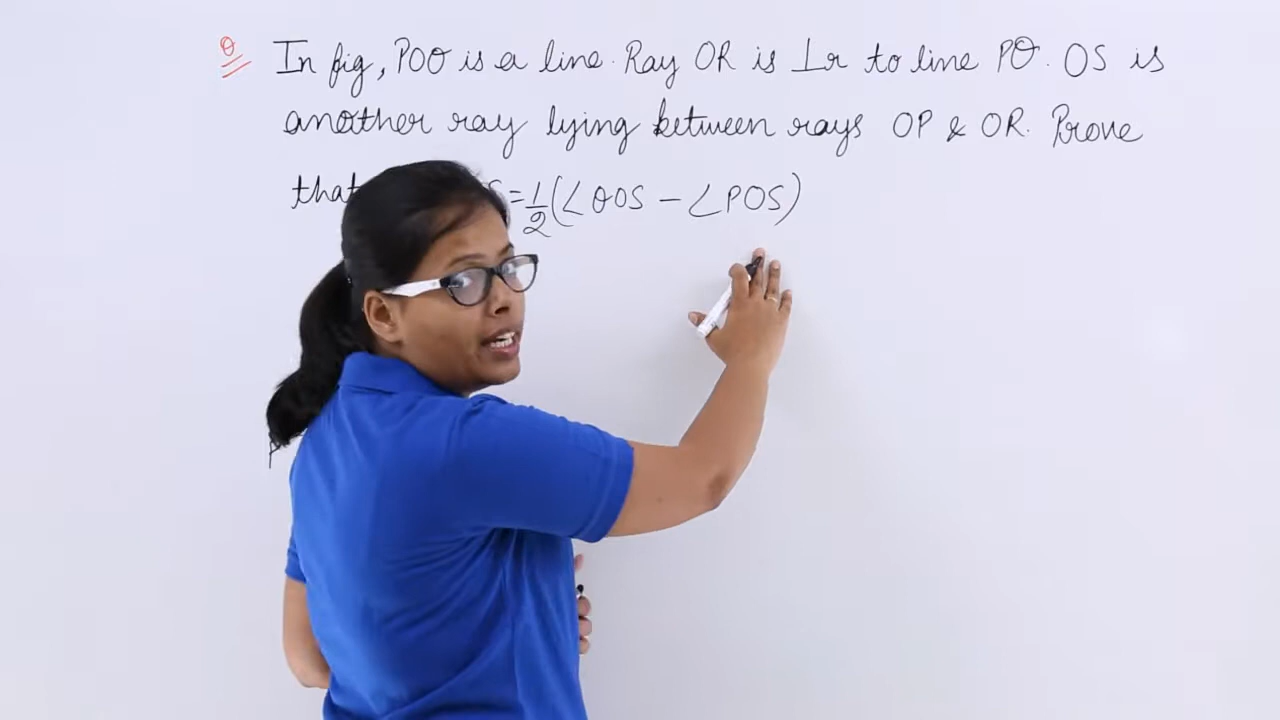 Q In fig, POQ is a line. Ray OR is ⊥r to line PQ. OS is
another ray lying between rays OP & OR. Prove
that S = 1/2 (∠QOS − ∠POS)